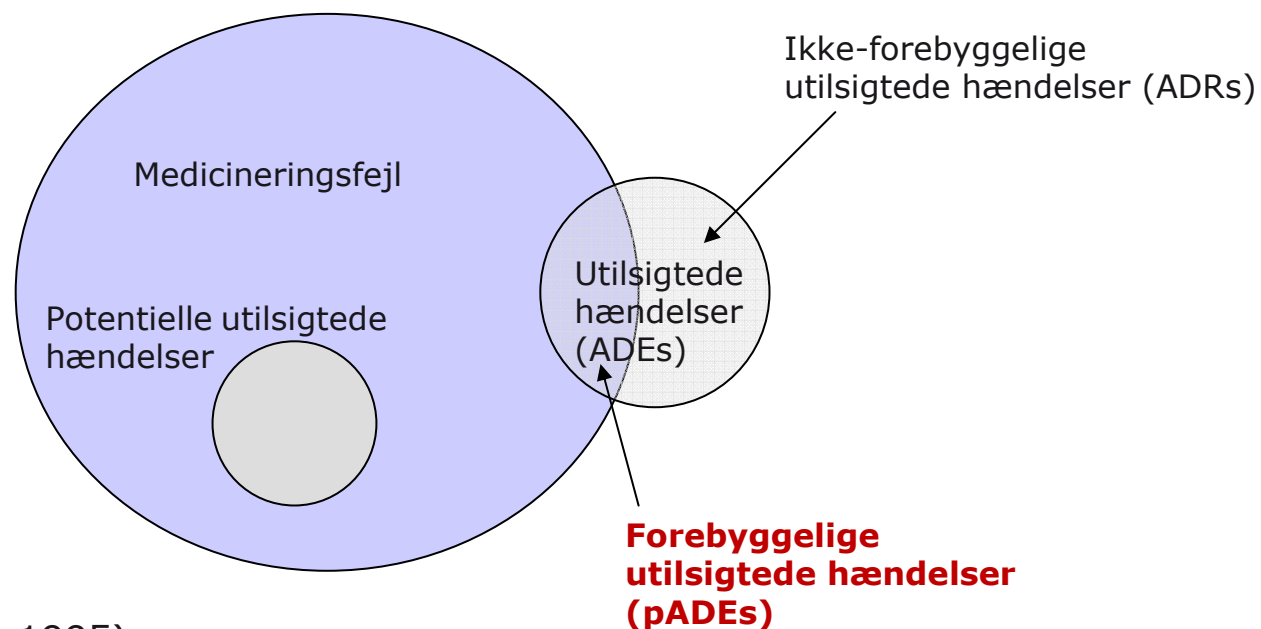 Ikke-forebyggelige
utilsigtede hændelser (ADRs)
Medicineringsfejl
Utilsigtede
hændelser
(ADEs)
Potentielle utilsigtede
hændelser
Forebyggelige
utilsigtede hændelser
(pADEs)